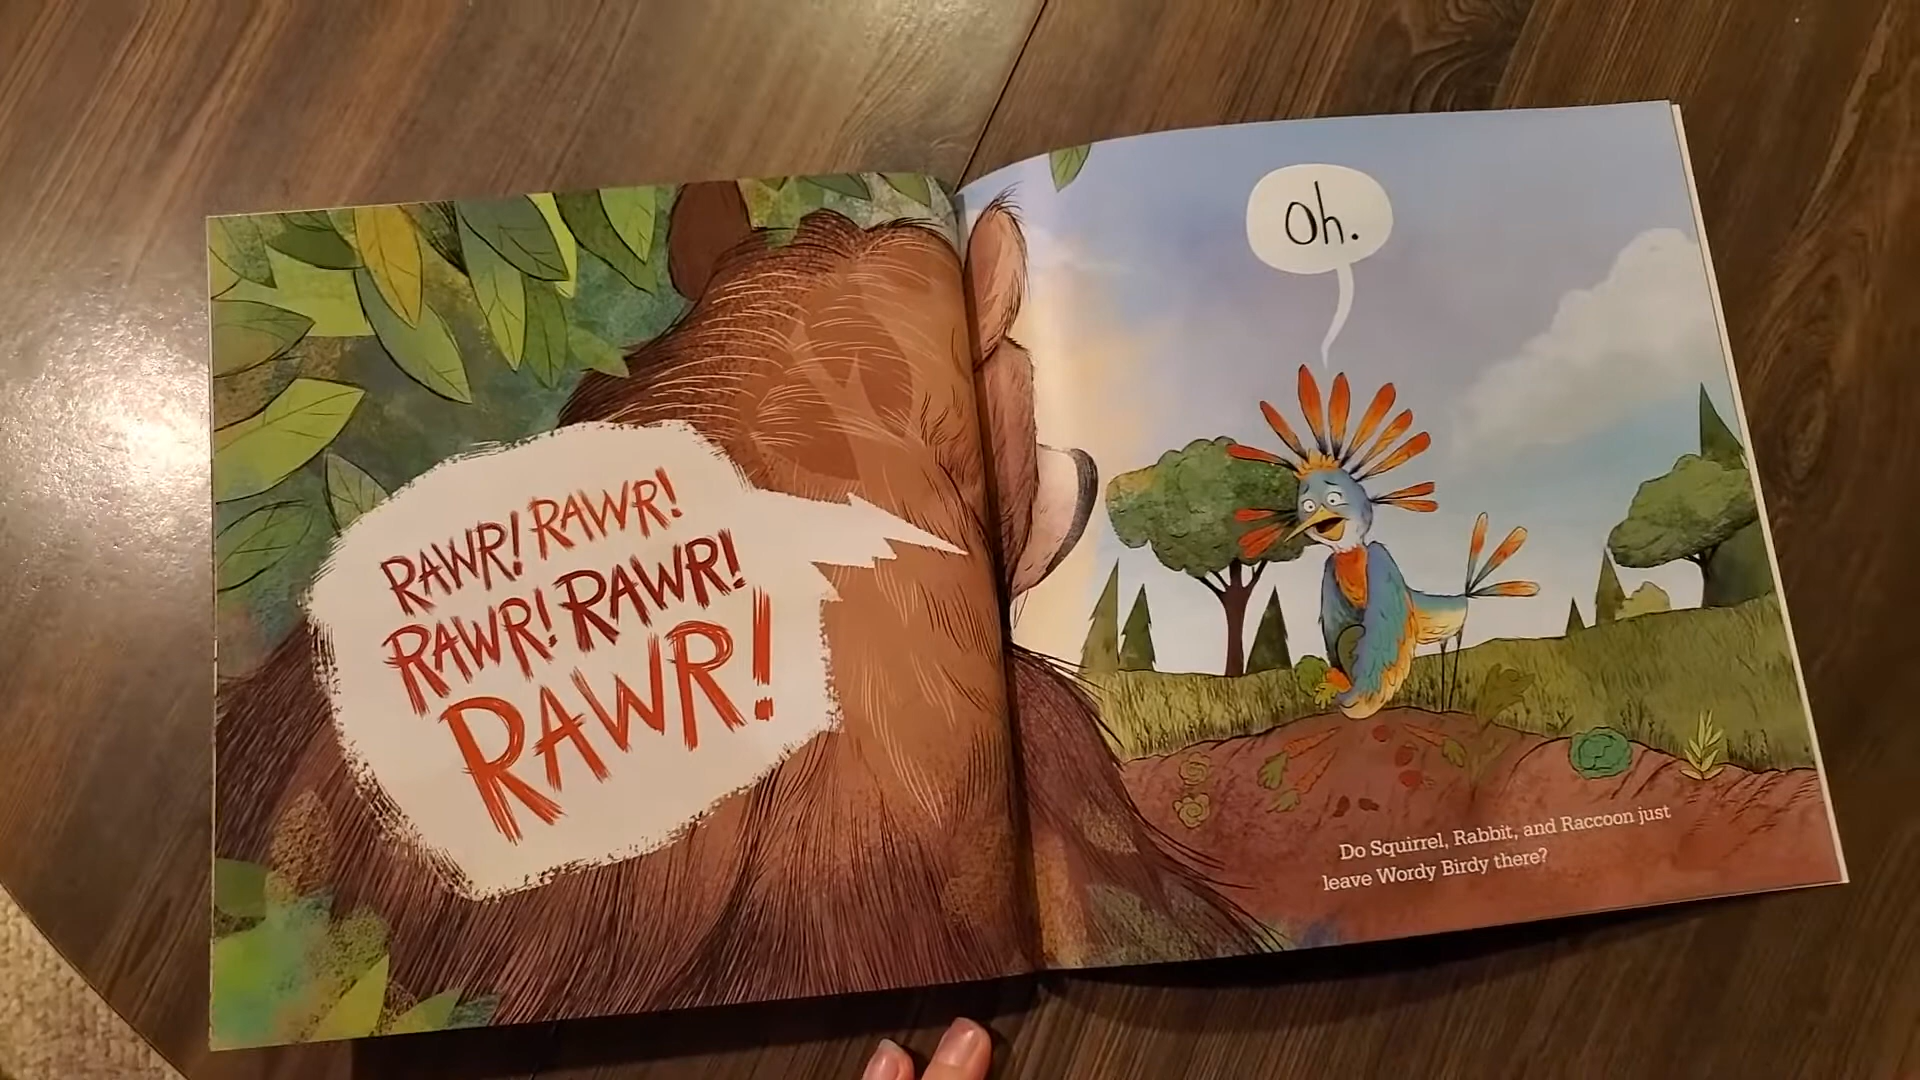 RAWR! RAWR!
RAWR! RAWR!
RAWR!
Oh.
Do Squirrel, Rabbit, and Raccoon just
leave Wordy Birdy there?